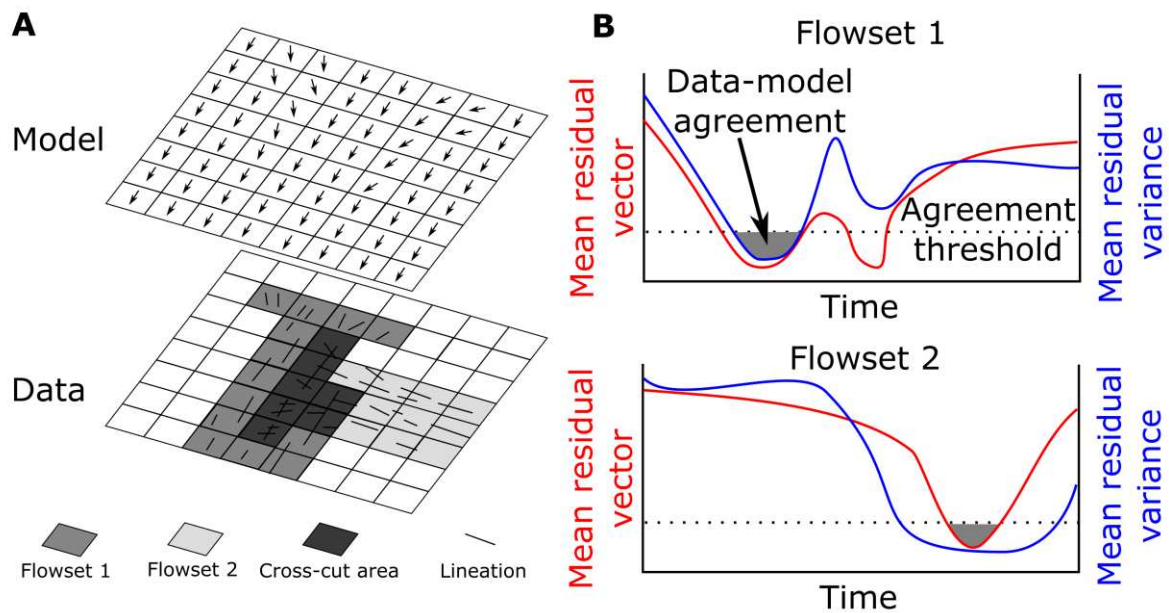 A
Model
Data
Flowset 1
Flowset 2
Cross-cut area
Lineation
B
Flowset 1
Mean residual
vector
Data-model
agreement
Agreement
threshold
Mean residual
variance
Time
Flowset 2
Mean residual
vector
Mean residual
variance
Time